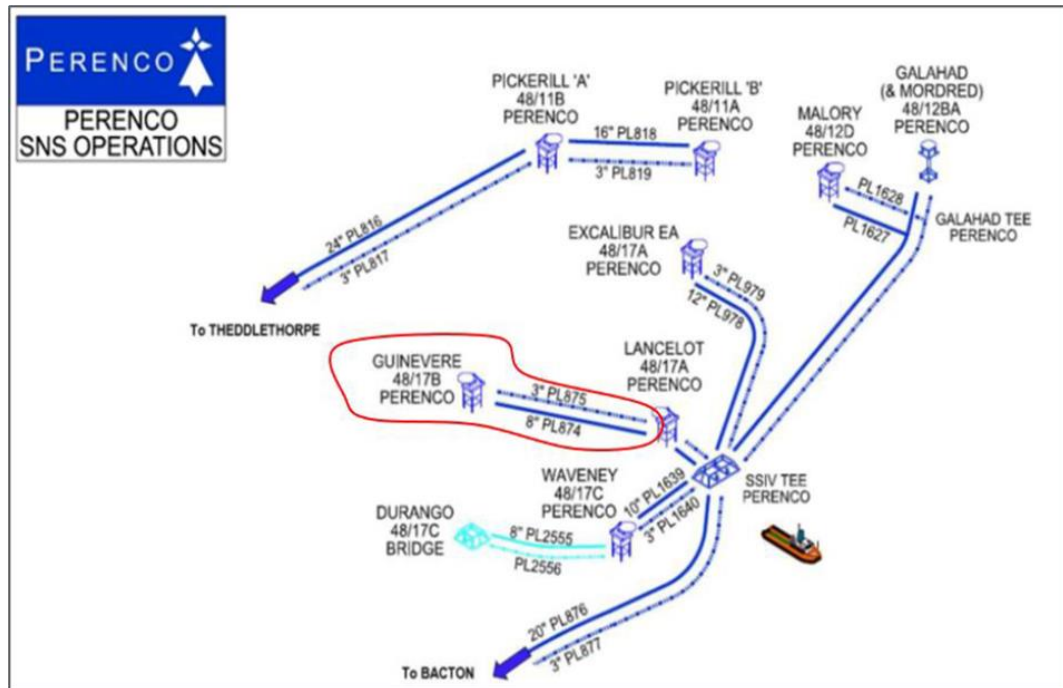 PERENCO
PERENCO
SNS OPERATIONS
PICKERILL 'A'
48/11B
PERENCO
16" PL818
3" PL819
PICKERILL 'B'
48/11A
PERENCO
GALAHAD
(& MORDRED)
48/12BA
PERENCO
MALORY
48/12D
PERENCO
PL1628
PL1627
GALAHAD TEE
PERENCO
24" PL816
3" PL817
To THEDDLETHORPE
EXCALIBUR EA
48/17A
PERENCO
3" PL979
12" PL978
GUINEVERE
48/17B
PERENCO
3" PL875
8" PL874
LANCELOT
48/17A
PERENCO
SSIV TEE
PERENCO
WAVENEY
48/17C
PERENCO
10" PL1639
3" PL1640
DURANGO
48/17C
BRIDGE
8" PL2555
PL2556
20" PL876
3" PL877
To BACTON